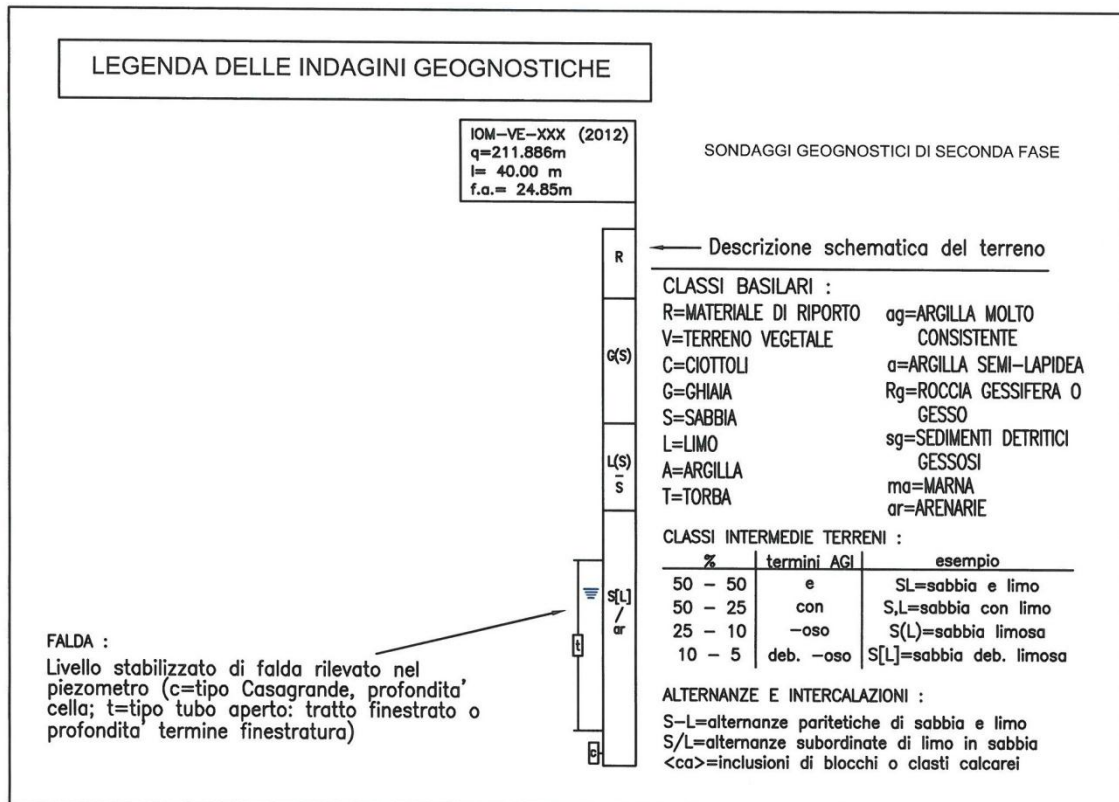 LEGENDA DELLE INDAGINI GEOGNOSTICHE
IOM-VE-XXX (2012)
q=211.886m
l= 40.00 m
f.a.= 24.85m
SONDAGGI GEOGNOSTICI DI SECONDA FASE
R
G(S)
L(S)
-
S
S[L]
/
ar
t
c
Descrizione schematica del terreno
CLASSI BASILARI :
R=MATERIALE DI RIPORTO
V=TERRENO VEGETALE
C=CIOTTOLI
G=GHIAIA
S=SABBIA
L=LIMO
A=ARGILLA
T=TORBA
ag=ARGILLA MOLTO
CONSISTENTE
a=ARGILLA SEMI-LAPIDEA
Rg=ROCCIA GESSIFERA O
GESSO
sg=SEDIMENTI DETRITICI
GESSOSI
ma=MARNA
ar=ARENARIE
CLASSI INTERMEDIE TERRENI :
% termini AGI esempio
50 - 50 e SL=sabbia e limo
50 - 25 con S,L=sabbia con limo
25 - 10 -oso S(L)=sabbia limosa
10 - 5 deb. -oso S[L]=sabbia deb. limosa
ALTERNANZE E INTERCALAZIONI :
S-L=alternanze paritetiche di sabbia e limo
S/L=alternanze subordinate di limo in sabbia
<ca>=inclusioni di blocchi o clasti calcarei
FALDA :
Livello stabilizzato di falda rilevato nel
piezometro (c=tipo Casagrande, profondita'
cella; t=tipo tubo aperto: tratto finestrato o
profondita' termine finestratura)